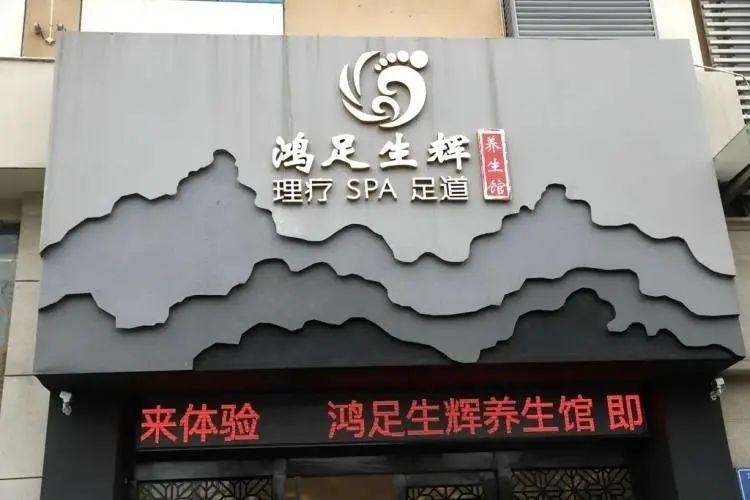 鸿足生辉
养生馆
理疗 SPA 足道
来体验 鸿足生辉养生馆 即